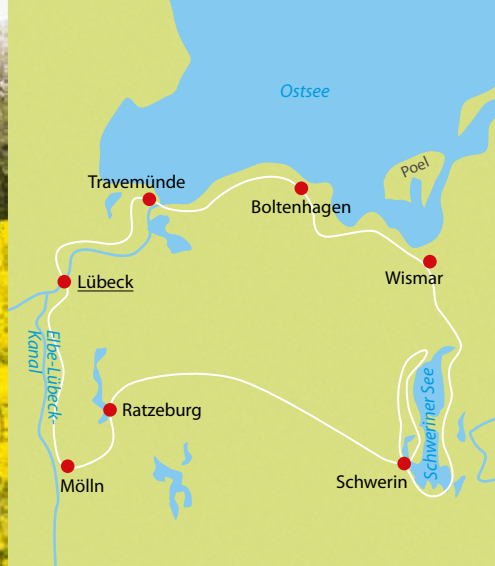 Ostsee
Poel
Travemünde
Boltenhagen
Wismar
Lübeck
Elbe-Lübeck-
Kanal
Schweriner See
Ratzeburg
Schwerin
Mölln